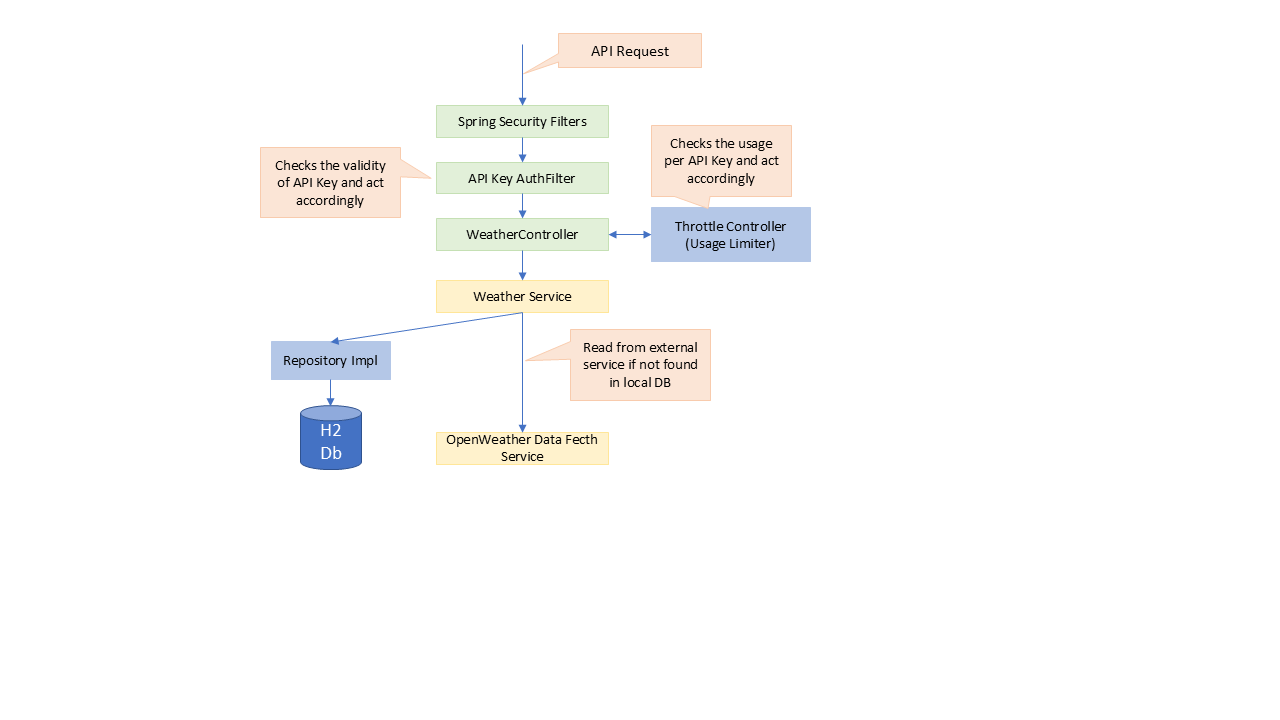 API Request
Spring Security Filters
Checks the usage
per API Key and act
accordingly
Checks the validity
of API Key and act
accordingly
API Key AuthFilter
WeatherController
Throttle Controller
(Usage Limiter)
Weather Service
Repository Impl
Read from external
service if not found
in local DB
H2
Db
OpenWeather Data Fecth
Service